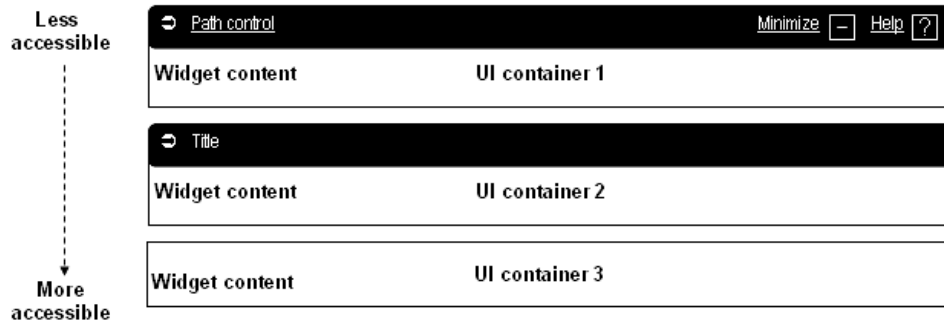 Less
accessible
Path control Minimize – Help ?
Widget content UI container 1
Title
Widget content UI container 2
Widget content UI container 3
More
accessible